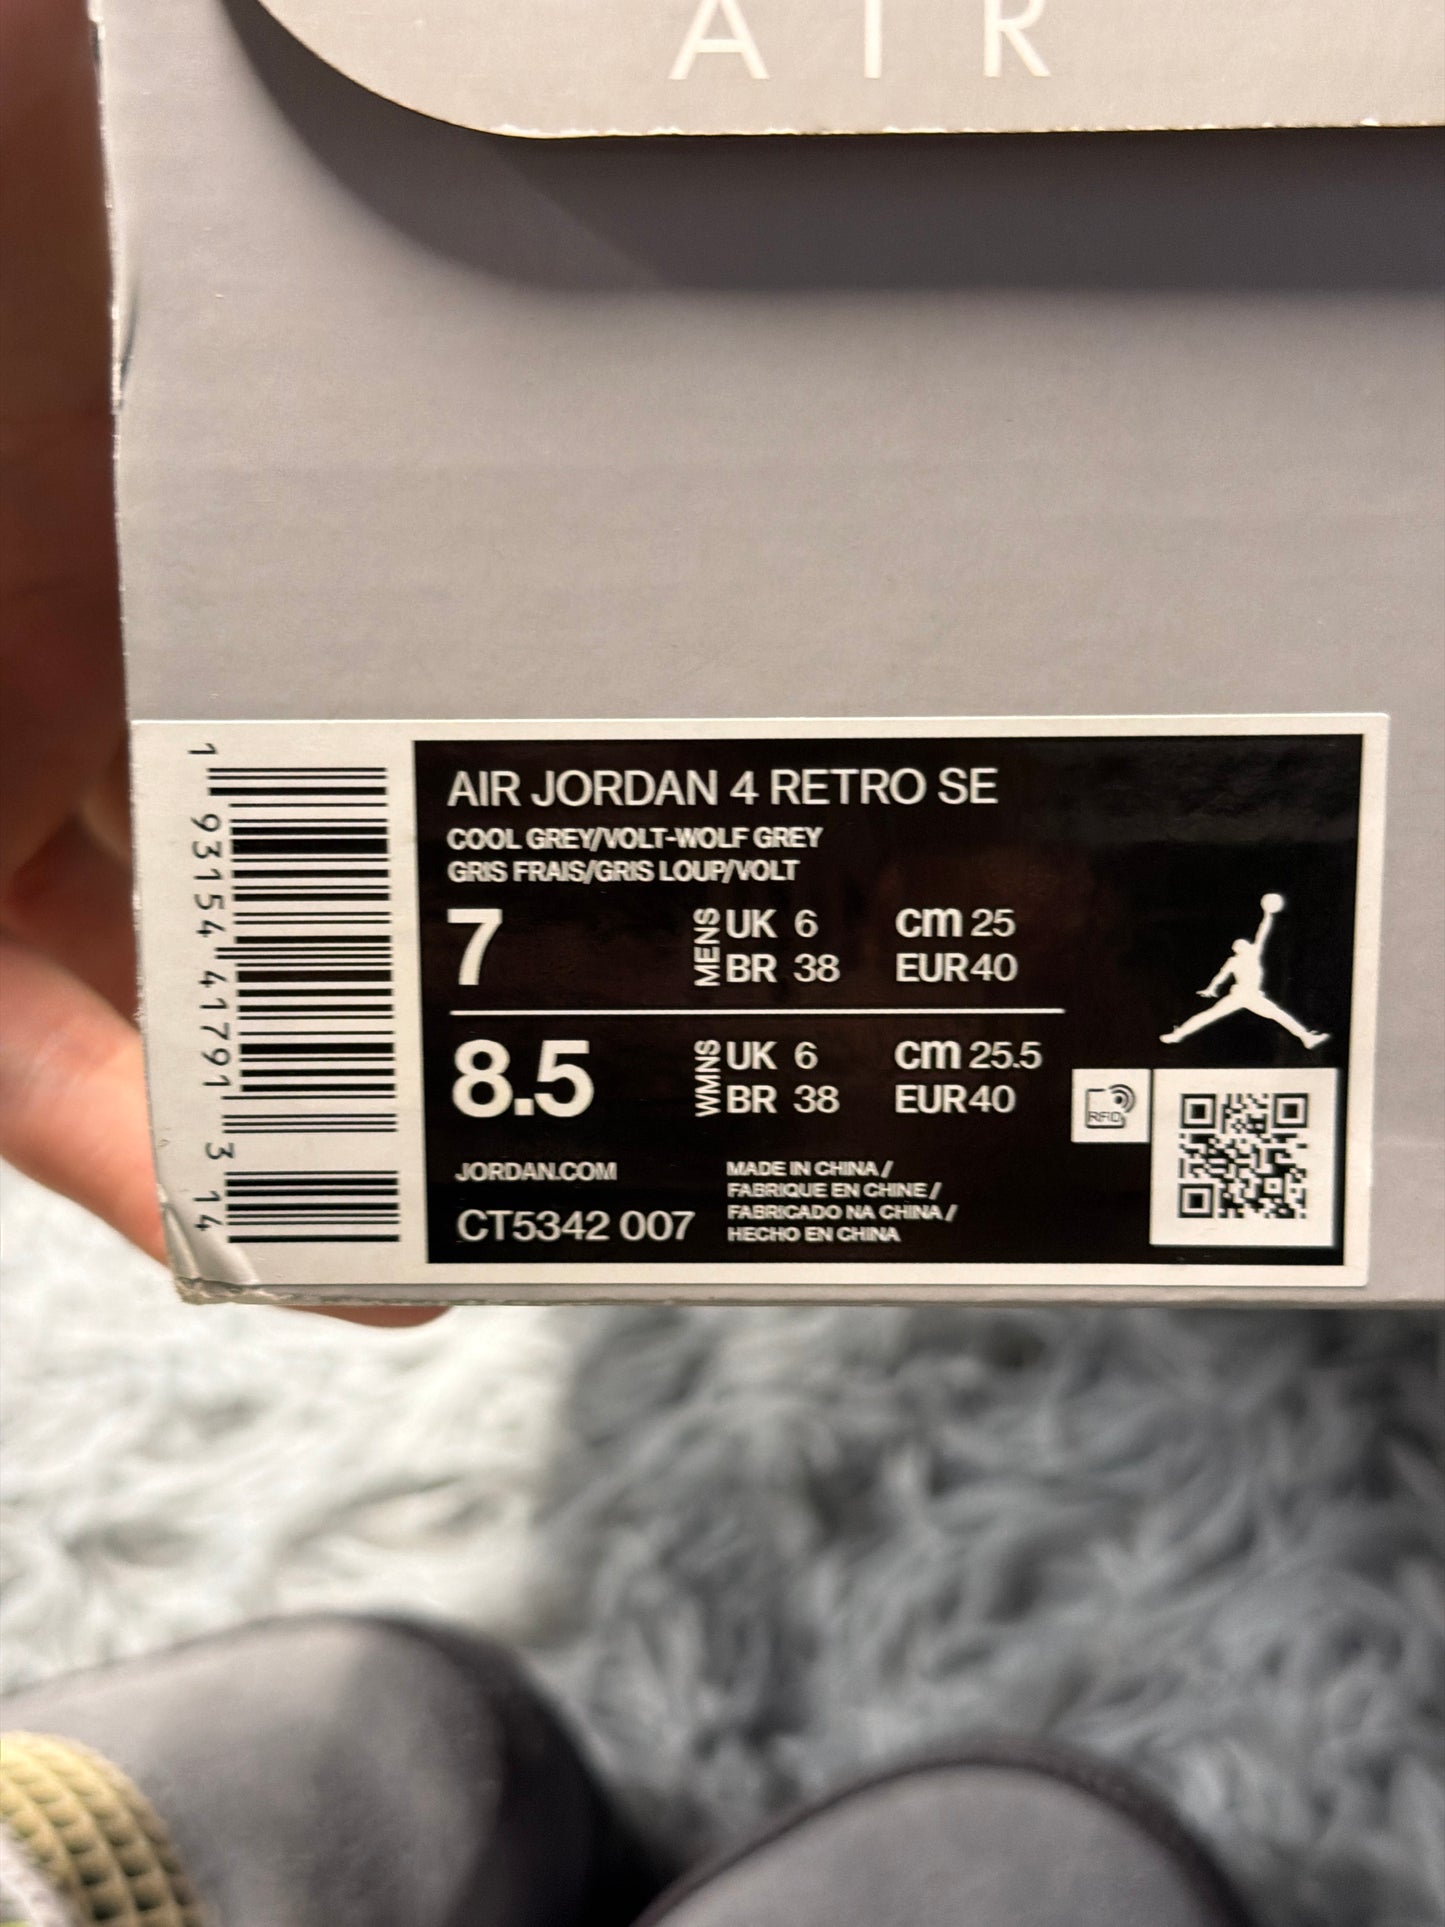 AIR
AIR JORDAN 4 RETRO SE
COOL GREY/VOLT-WOLF GREY
GRIS FRAIS/GRIS LOUP/VOLT
7 MENS UK 6 cm 25
BR 38 EUR 40
8.5 WMNS UK 6 cm 25.5
BR 38 EUR 40
JORDAN.COM
CT5342 007
MADE IN CHINA /
FABRIQUE EN CHINE /
FABRICADO NA CHINA /
HECHO EN CHINA
RFID
1 93154 41791 3 14